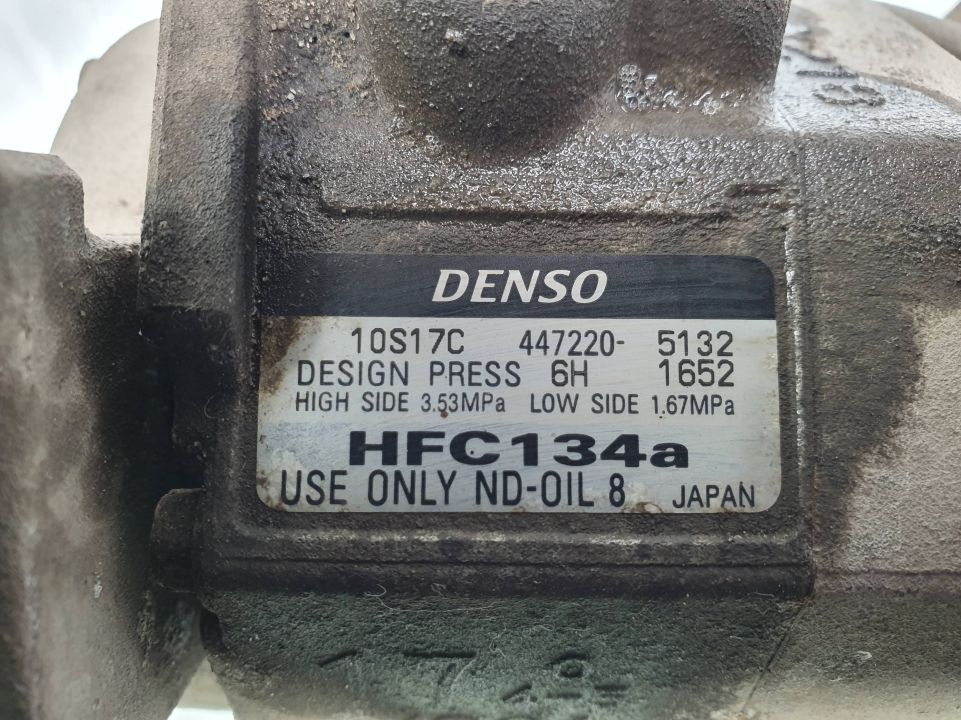 DENSO
10S17C 447220- 5132
DESIGN PRESS 6H 1652
HIGH SIDE 3.53MPa LOW SIDE 1.67MPa
HFC134a
USE ONLY ND-OIL 8 JAPAN